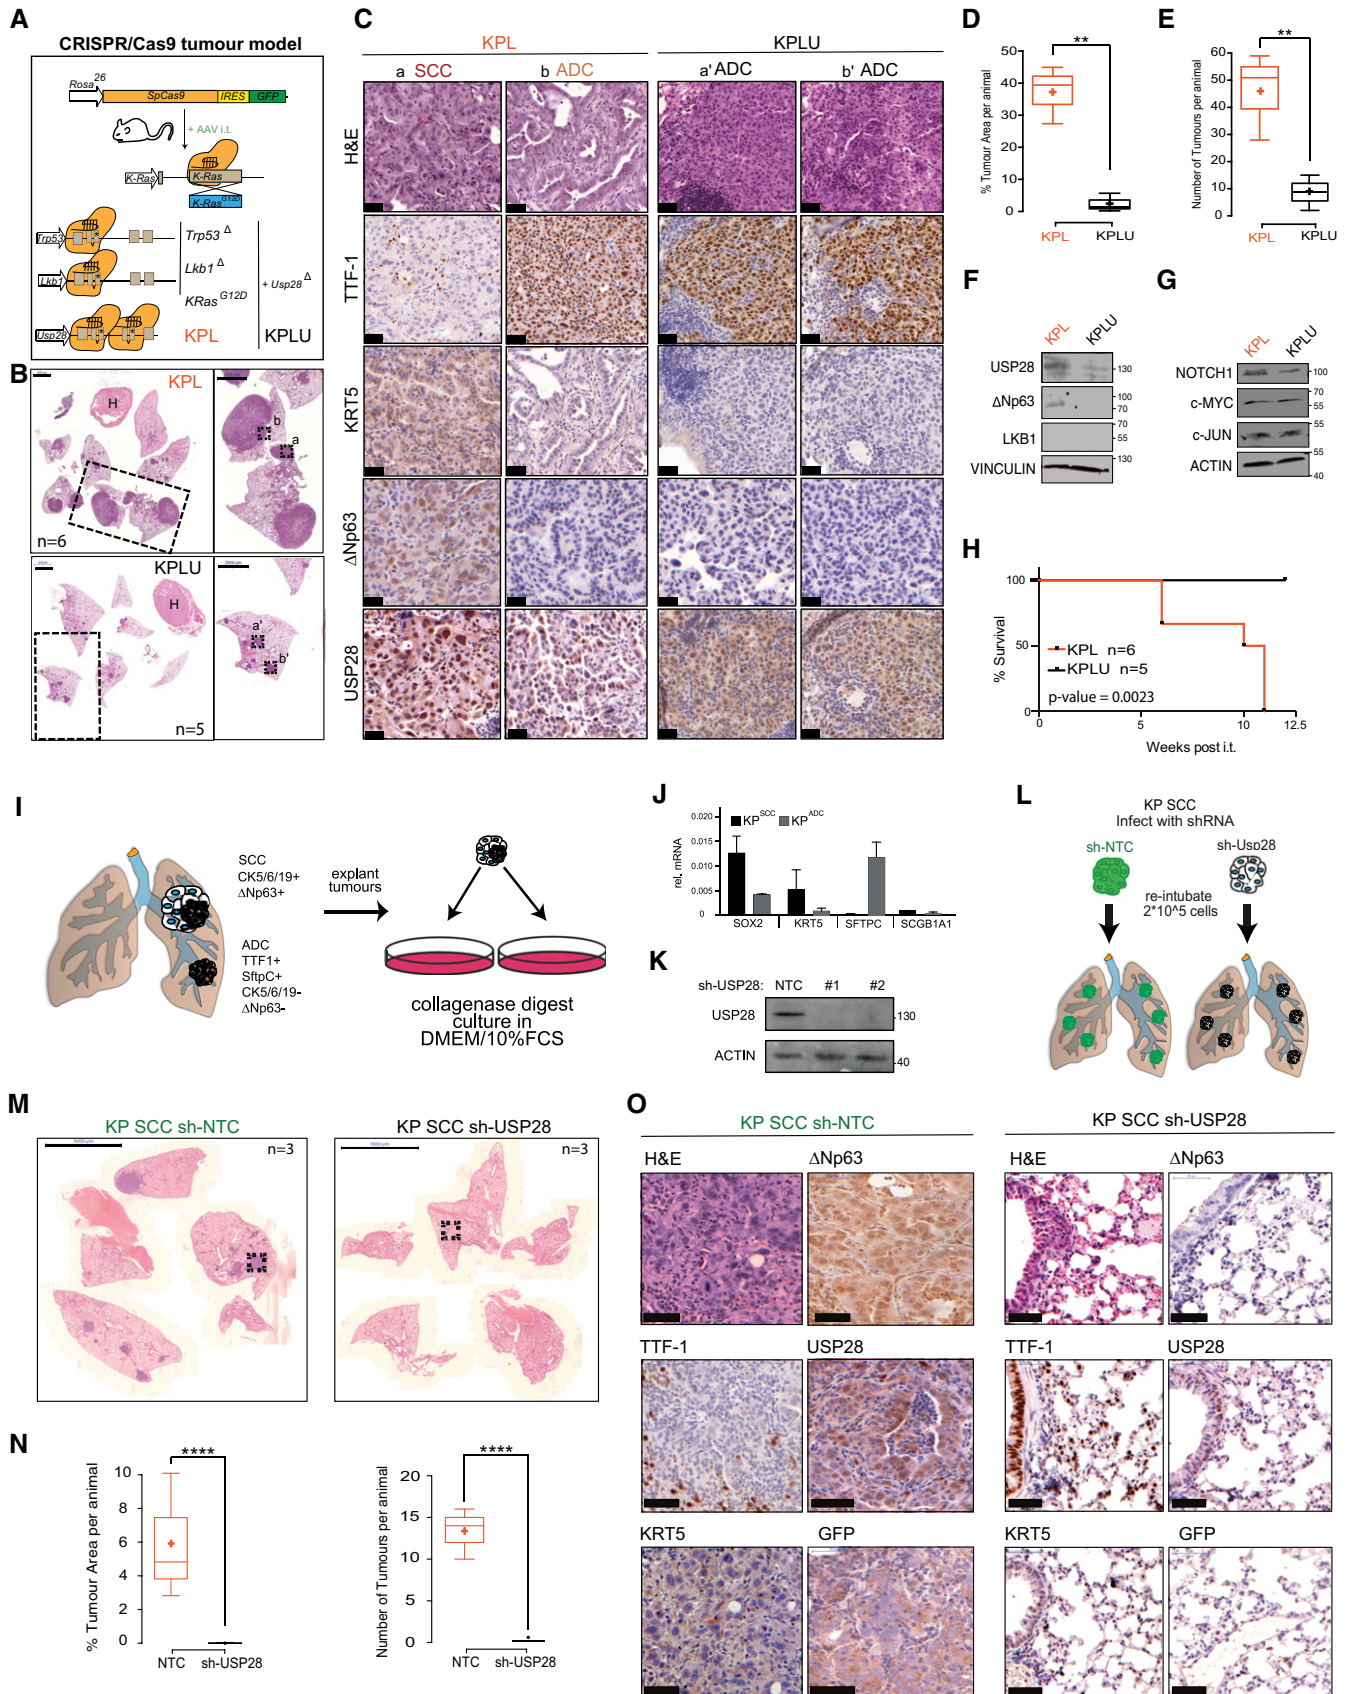 A
CRISPR/Cas9 tumour model
Rosa26
SpCas9 IRES GFP
+ AAV i.t.
K-Ras K-Ras
K-RasG12D
Trp53 Trp53 Δ
Lkb1 Lkb1 Δ
KRas G12D
+ Usp28 Δ
Usp28 KPL KPLU
B
KPL
H
b
a
n=6
KPLU
H
a'
b'
n=5
C
KPL KPLU
a SCC b ADC a' ADC b' ADC
H&E
TTF-1
KRT5
ΔNp63
USP28
D
**
% Tumour Area per animal
50
40
30
20
10
0
KPL KPLU
E
**
Number of Tumours per animal
60
50
40
30
20
10
0
KPL KPLU
F
KPL KPLU
USP28 130
ΔNp63 100
70
LKB1 70
55
VINCULIN 130
G
KPL KPLU
NOTCH1 100
c-MYC 70
55
c-JUN 55
40
ACTIN 55
40
H
% Survival
100
50
0
KPL n=6
KPLU n=5
p-value = 0.0023
0 5 10 12.5
Weeks post i.t.
I
SCC
CK5/6/19+
ΔNp63+
ADC
TTF1+
SftpC+
CK5/6/19-
ΔNp63-
explant
tumours
collagenase digest
culture in
DMEM/10%FCS
J
rel. mRNA
0.020
0.015
0.010
0.005
0
KPSCC KPADC
SOX2 KRT5 SFTPC SCGB1A1
K
sh-USP28: NTC #1 #2
USP28 130
ACTIN 40
L
KP SCC
Infect with shRNA
sh-NTC sh-Usp28
re-intubate
2*10^5 cells
M
KP SCC sh-NTC KP SCC sh-USP28
n=3 n=3
N
****
% Tumour Area per animal
10
8
6
4
2
0
NTC sh-USP28
****
Number of Tumours per animal
20
15
10
5
0
NTC sh-USP28
O
KP SCC sh-NTC KP SCC sh-USP28
H&E ΔNp63 H&E ΔNp63
TTF-1 USP28 TTF-1 USP28
KRT5 GFP KRT5 GFP